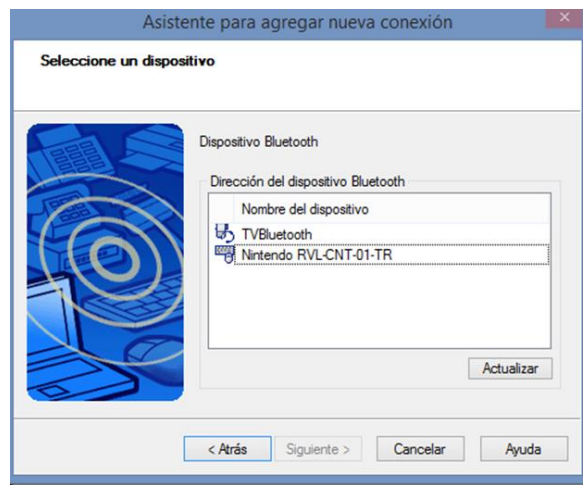 Asistente para agregar nueva conexión
Seleccione un dispositivo
Dispositivo Bluetooth
Dirección del dispositivo Bluetooth
Nombre del dispositivo
TVBluetooth
Nintendo RVL-CNT-01-TR
Actualizar
< Atrás Siguiente > Cancelar Ayuda